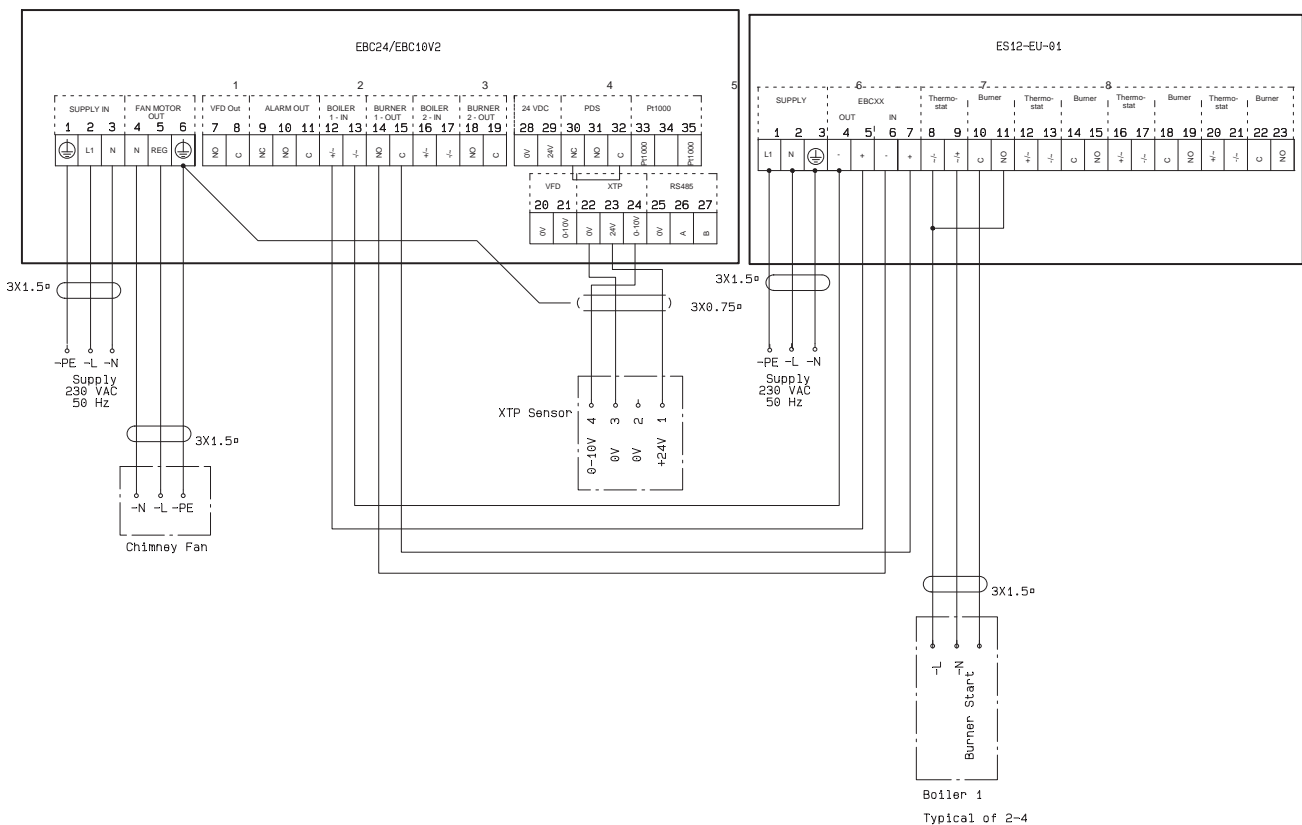 EBC24/EBC10V2
ES12-EU-01
1 2 3 4 5 6 7 8
SUPPLY IN
FAN MOTOR OUT
VFD Out
ALARM OUT
BOILER 1 - IN
BURNER 1 - OUT
BOILER 2 - IN
BURNER 2 - OUT
24 VDC
PDS
Pt1000
1 2 3 4 5 6 7 8 9 10 11 12 13 14 15 16 17 18 19 28 29 30 31 32 33 34 35
L1 N N REG NO C NC NO C +/~ -/~ NO C +/~ -/~ NO C 0V 24V NC NO C Pt1000 Pt1000
VFD
XTP
RS485
20 21 22 23 24 25 26 27
0V 0-10V 0V 24V 0-10V 0V A B
SUPPLY
EBCXX
OUT IN
Thermo-stat
Burner
Thermo-stat
Burner
Thermo-stat
Burner
Thermo-stat
Burner
1 2 3 4 5 6 7 8 9 10 11 12 13 14 15 16 17 18 19 20 21 22 23
L1 N - + - + C NO +/~ -/~ C NO +/~ -/~ C NO +/~ -/~ C NO
3X1.5¤
~PE ~L ~N
Supply
230 VAC
50 Hz
3X1.5¤
~N ~L ~PE
Chimney Fan
3X0.75¤
XTP Sensor
4 3 2 1
0-10V 0V 0V +24V
3X1.5¤
~PE ~L ~N
Supply
230 VAC
50 Hz
3X1.5¤
~L
~N
Burner Start
Boiler 1
Typical of 2-4